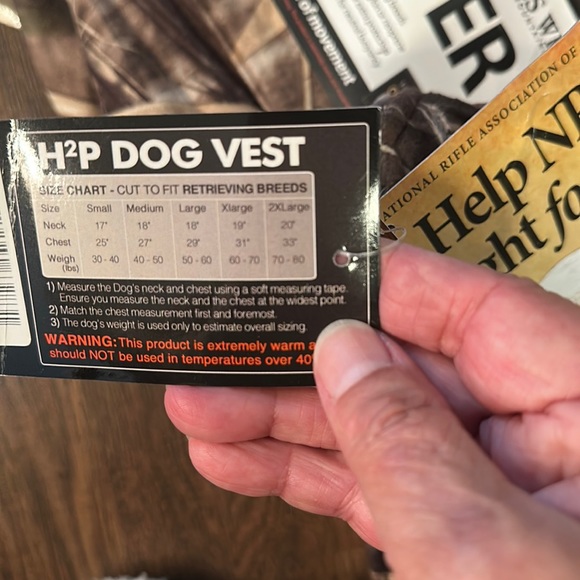 of movement
ER
S W
NATIONAL RIFLE ASSOCIATION OF
Help N
ght fo
H²P DOG VEST
SIZE CHART - CUT TO FIT RETRIEVING BREEDS
Size Small Medium Large Xlarge 2XLarge
Neck 17" 18" 18" 19" 20"
Chest 25" 27" 29" 31" 33"
Weigh 30 - 40 40 - 50 50 - 60 60 - 70 70 - 80
(lbs)
1) Measure the Dog's neck and chest using a soft measuring tape.
Ensure you measure the neck and the chest at the widest point.
2) Match the chest measurement first and foremost.
3) The dog's weight is used only to estimate overall sizing.
WARNING: This product is extremely warm a
should NOT be used in temperatures over 40